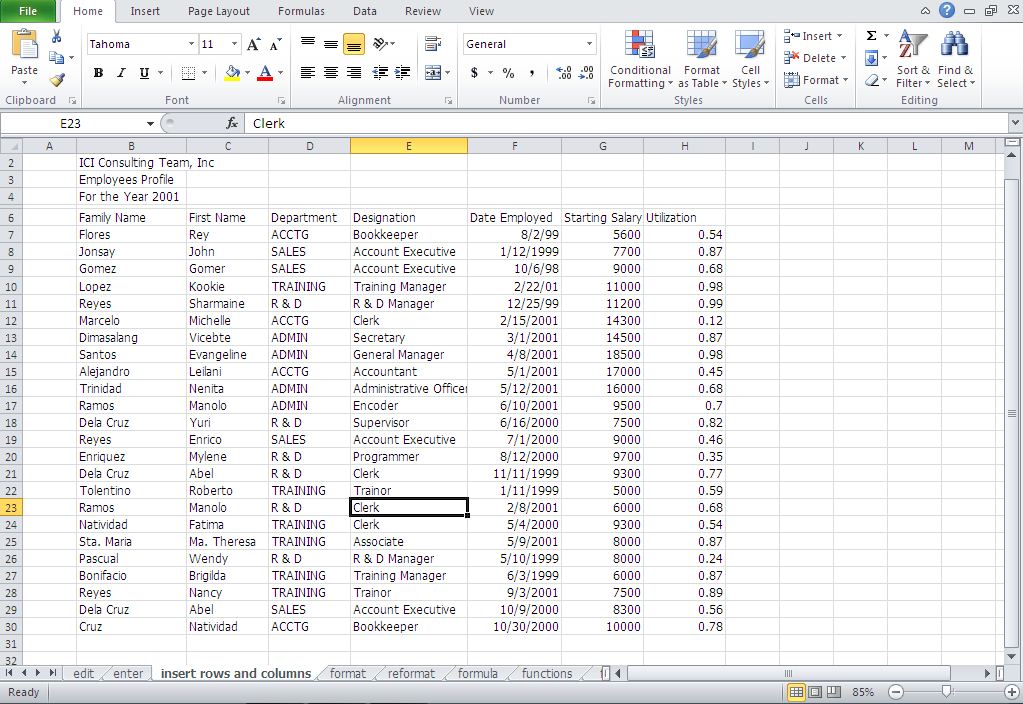 File Home Insert Page Layout Formulas Data Review View
Tahoma 11 A A General Insert Σ
Paste B I U A $ % , .00 .0 Conditional Formatting Format as Table Cell Styles Delete Format Sort & Filter Find & Select
Clipboard Font Alignment Number Styles Cells Editing
E23 fx Clerk
A B C D E F G H I J K L M
2 ICI Consulting Team, Inc
3 Employees Profile
4 For the Year 2001
6 Family Name First Name Department Designation Date Employed Starting Salary Utilization
7 Flores Rey ACCTG Bookkeeper 8/2/99 5600 0.54
8 Jonsay John SALES Account Executive 1/12/1999 7700 0.87
9 Gomez Gomer SALES Account Executive 10/6/98 9000 0.68
10 Lopez Kookie TRAINING Training Manager 2/22/01 11000 0.98
11 Reyes Sharmaine R & D R & D Manager 12/25/99 11200 0.99
12 Marcelo Michelle ACCTG Clerk 2/15/2001 14300 0.12
13 Dimasalang Vicebte ADMIN Secretary 3/1/2001 14500 0.87
14 Santos Evangeline ADMIN General Manager 4/8/2001 18500 0.98
15 Alejandro Leilani ACCTG Accountant 5/1/2001 17000 0.45
16 Trinidad Nenita ADMIN Administrative Officer 5/12/2001 16000 0.68
17 Ramos Manolo ADMIN Encoder 6/10/2001 9500 0.7
18 Dela Cruz Yuri R & D Supervisor 6/16/2000 7500 0.82
19 Reyes Enrico SALES Account Executive 7/1/2000 9000 0.46
20 Enriquez Mylene R & D Programmer 8/12/2000 9700 0.35
21 Dela Cruz Abel R & D Clerk 11/11/1999 9300 0.77
22 Tolentino Roberto TRAINING Trainor 1/11/1999 5000 0.59
23 Ramos Manolo R & D Clerk 2/8/2001 6000 0.68
24 Natividad Fatima TRAINING Clerk 5/4/2000 9300 0.54
25 Sta. Maria Ma. Theresa TRAINING Associate 5/9/2001 8000 0.87
26 Pascual Wendy R & D R & D Manager 5/10/1999 8000 0.24
27 Bonifacio Brigilda TRAINING Training Manager 6/3/1999 6000 0.87
28 Reyes Nancy TRAINING Trainor 9/3/2001 7500 0.89
29 Dela Cruz Abel SALES Account Executive 10/9/2000 8300 0.56
30 Cruz Natividad ACCTG Bookkeeper 10/30/2000 10000 0.78
31
32
edit enter insert rows and columns format reformat formula functions
Ready 85%